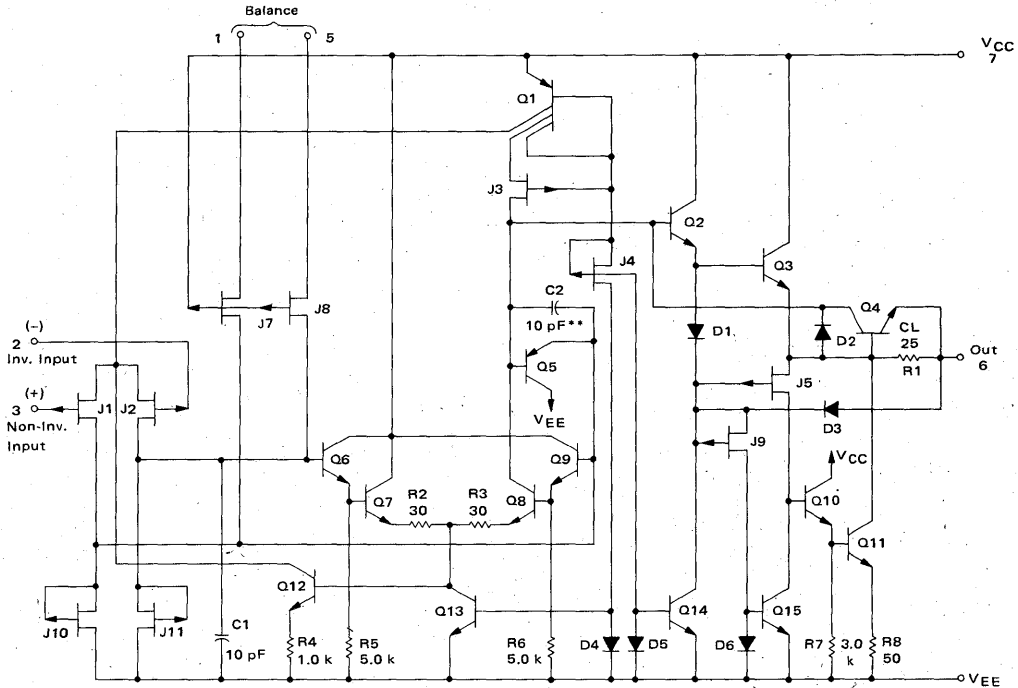 Balance
1 5
VCC
7
Q1
J3
Q2
J4
Q3
C2
10 pF**
Q4
CL
25
R1
D2
Out
6
D1
J5
J7
J8
(-)
2
Inv. Input
(+)
3
Non-Inv.
Input
J1
J2
Q5
VEE
D3
J9
VCC
Q6
Q7
R2
30
R3
30
Q8
Q9
Q10
Q11
Q12
Q13
Q14
Q15
J10
J11
C1
10 pF
R4
1.0 k
R5
5.0 k
R6
5.0 k
D4
D5
D6
R7
3.0
k
R8
50
VEE